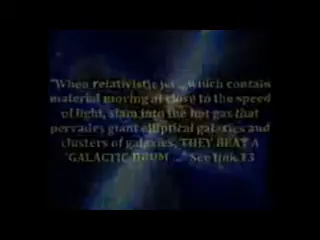 "When relativistic jets, which contain
material moving at close to the speed
of light, slam into the hot gas that
pervades giant elliptical galaxies and
clusters of galaxies, THEY BEAT A
"GALACTIC DRUM ..." See link 13